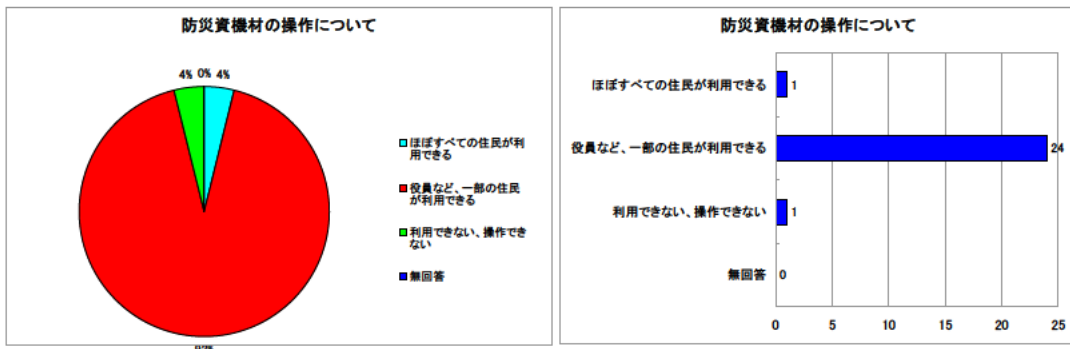 防災資機材の操作について
4% 0% 4%
ほぼすべての住民が利
用できる
役員など、一部の住民
が利用できる
利用できない、操作でき
ない
無回答
防災資機材の操作について
ほぼすべての住民が利用できる 1
役員など、一部の住民が利用できる 24
利用できない、操作できない 1
無回答 0
0 5 10 15 20 25